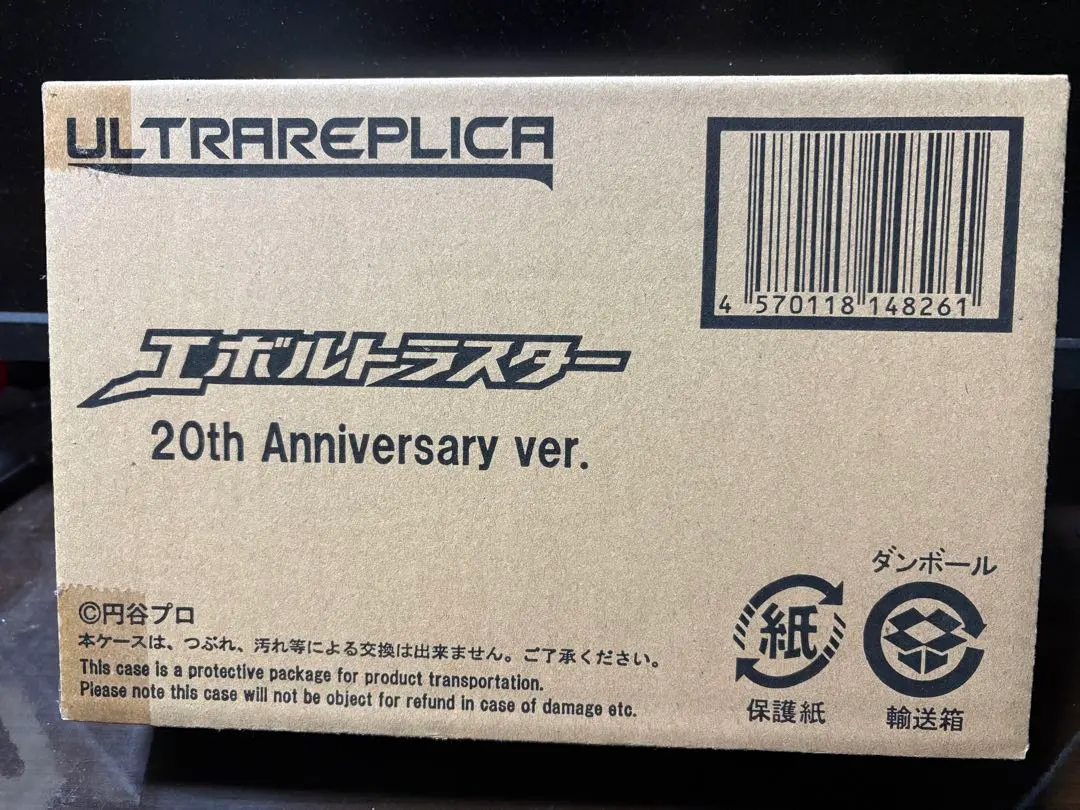 ULTRAREPLICA
4 570118 148261
エボルトラスター
20th Anniversary ver.
©円谷プロ
本ケースは、つぶれ、汚れ等による交換は出来ません。ご了承ください。
This case is a protective package for product transportation.
Please note this case will not be object for refund in case of damage etc.
紙
保護紙
ダンボール
輸送箱